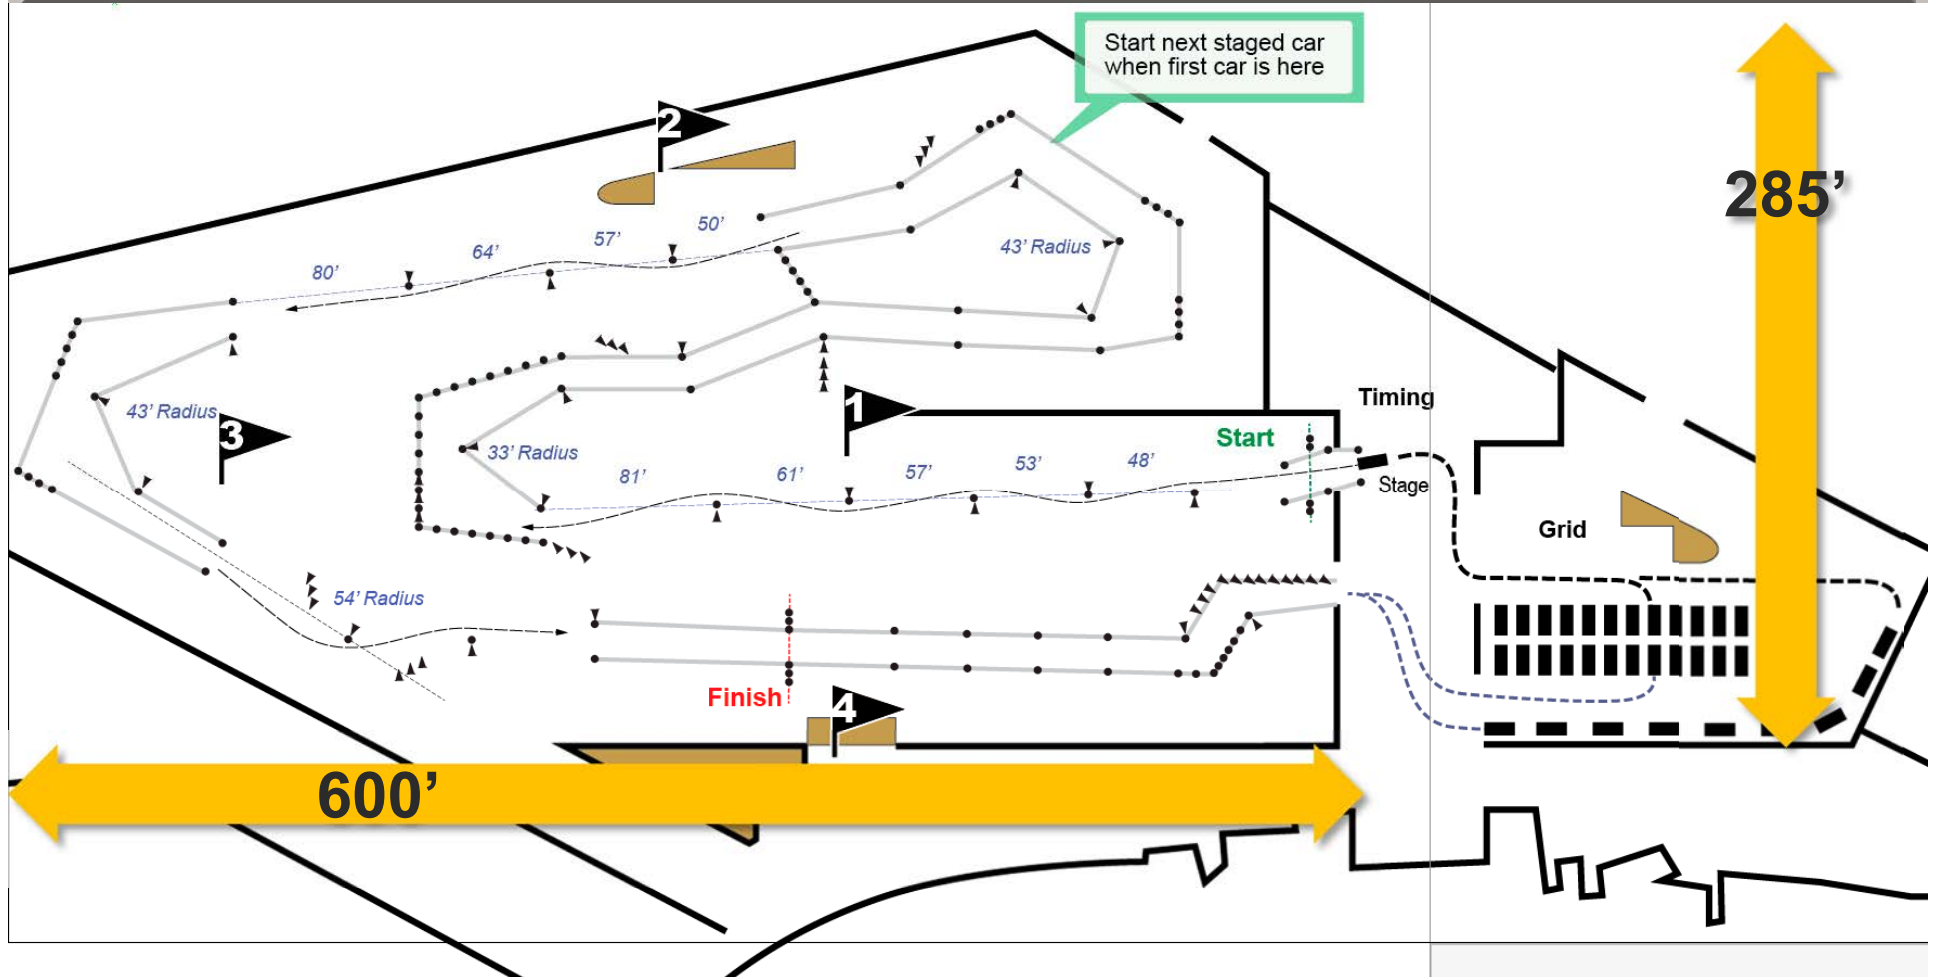 Start next staged car
when first car is here
2
285’
50’
57’
64’
43’ Radius
80’
Timing
43’ Radius
1
3
Start
33’ Radius
48’
53’
57’
61’
81’
Stage
Grid
54’ Radius
Finish
4
600’